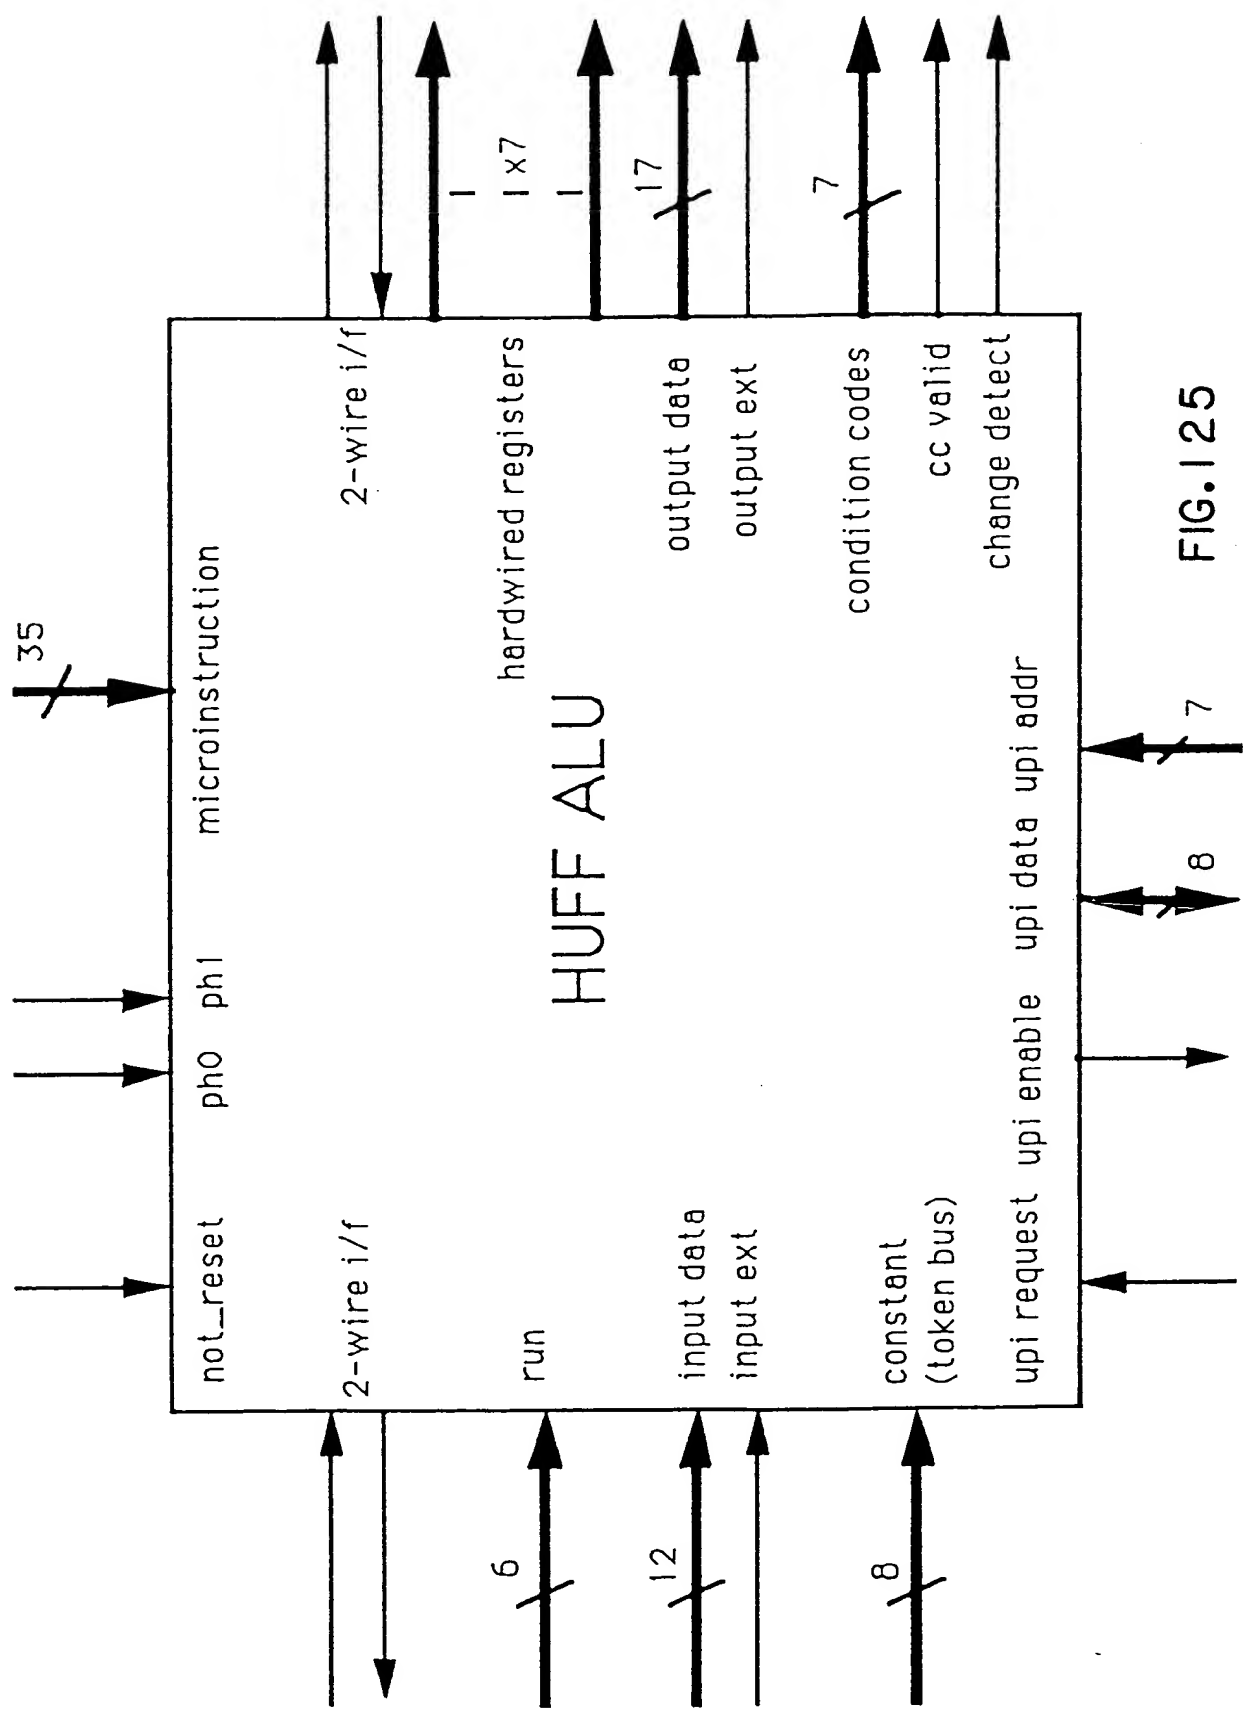 35
not_reset
ph0
ph1
microinstruction
2-wire i/f
2-wire i/f
1
6
run
hardwired registers
1x7
1
HUFF ALU
12
17
input data
output data
input ext
output ext
7
8
condition codes
constant
(token bus)
cc valid
change detect
upi request
upi enable
upi data
upi addr
8
7
FIG.125